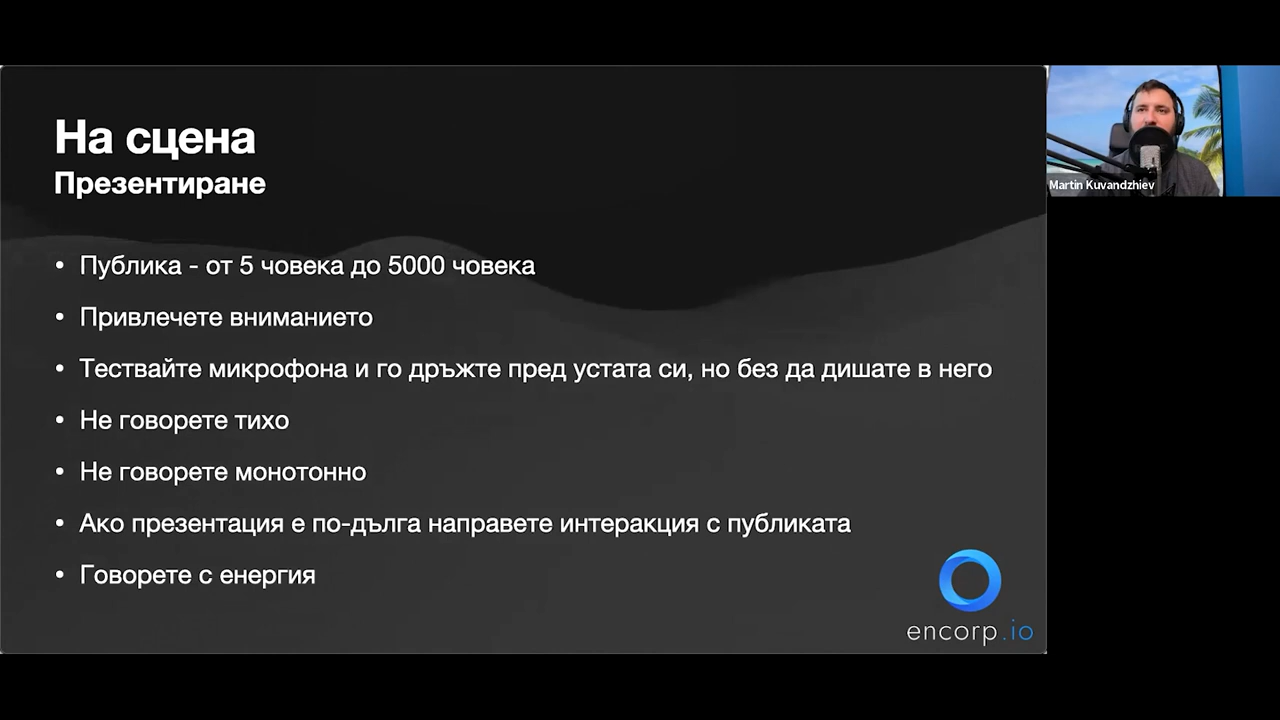 На сцена
Презентиране
• Публика - от 5 човека до 5000 човека
• Привлечете вниманието
• Тествайте микрофона и го дръжте пред устата си, но без да дишате в него
• Не говорете тихо
• Не говорете монотонно
• Ако презентация е по-дълга направете интеракция с публиката
• Говорете с енергия
encorp.io
Martin Kuvandzhiev